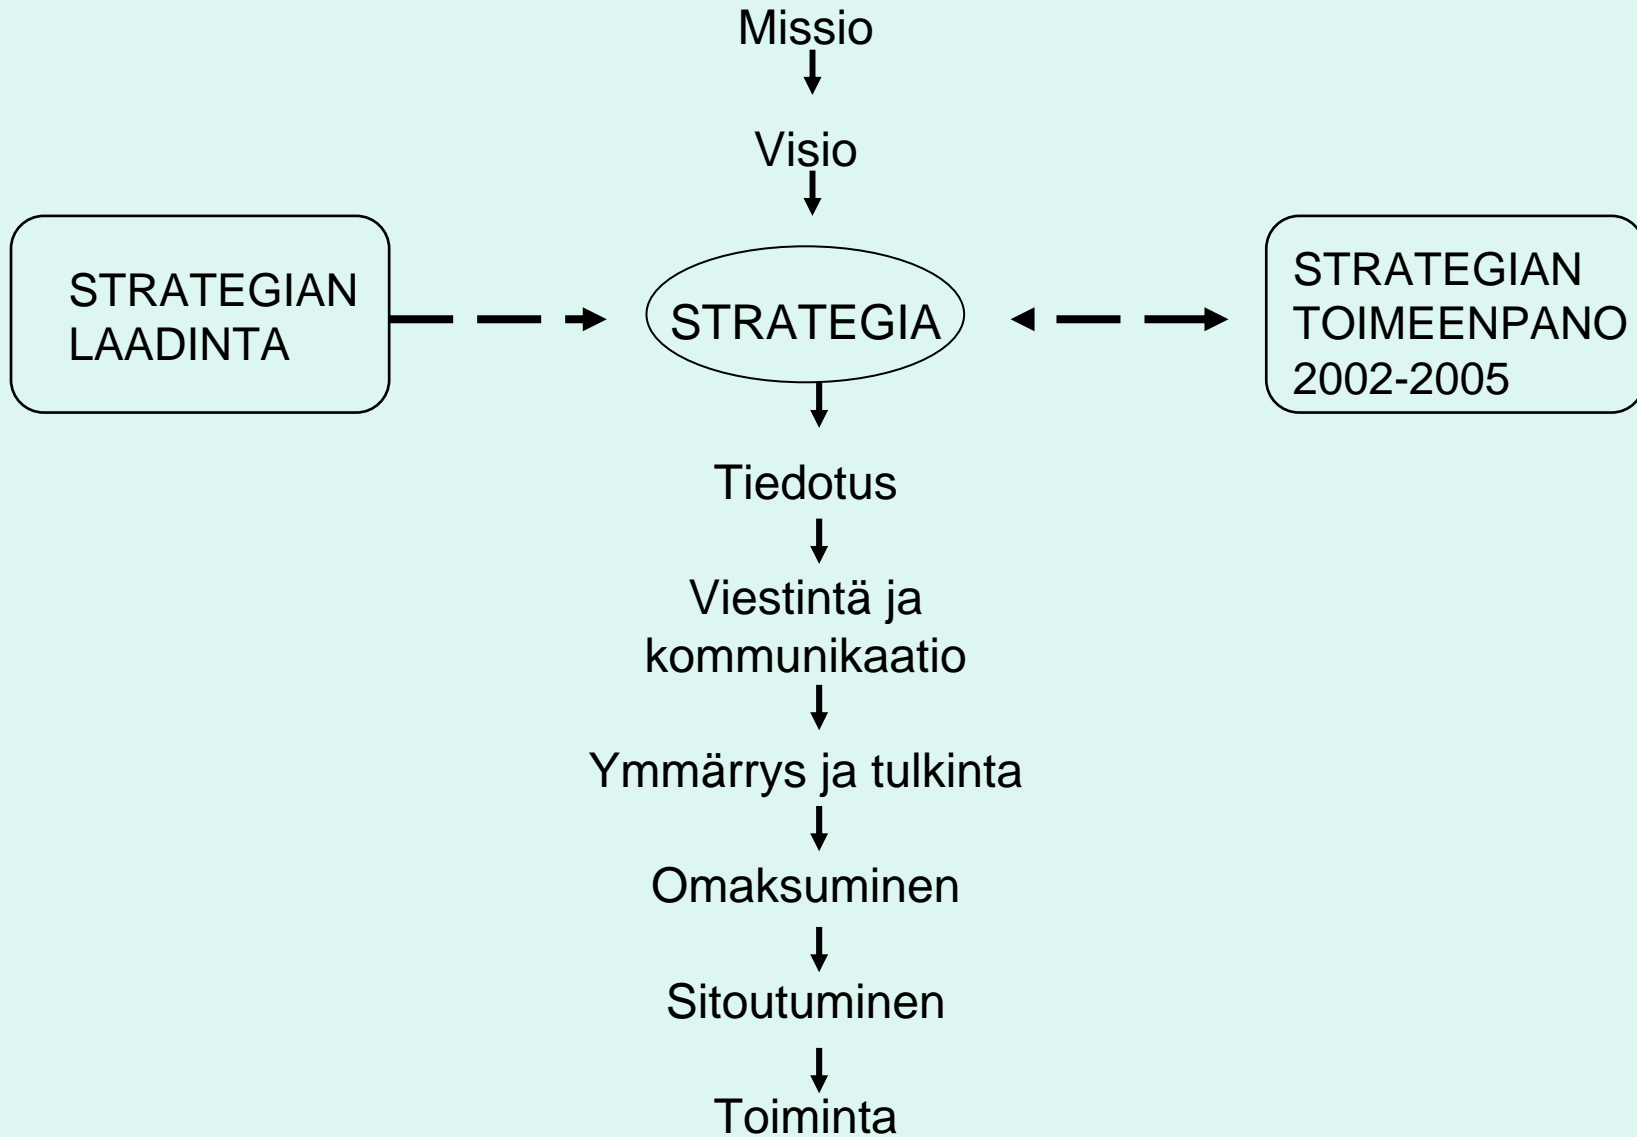 Missio
Visio
STRATEGIAN
LAADINTA
STRATEGIA
STRATEGIAN
TOIMEENPANO
2002-2005
Tiedotus
Viestintä ja
kommunikaatio
Ymmärrys ja tulkinta
Omaksuminen
Sitoutuminen
Toiminta